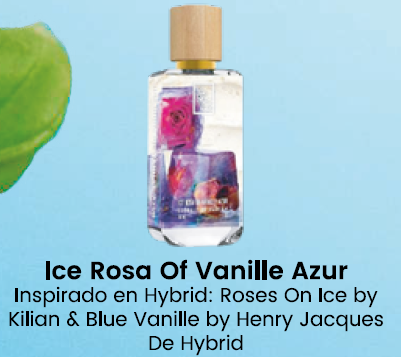 Ice Rosa Of Vanille Azur
Inspirado en Hybrid: Roses On Ice by
Kilian & Blue Vanille by Henry Jacques
De Hybrid